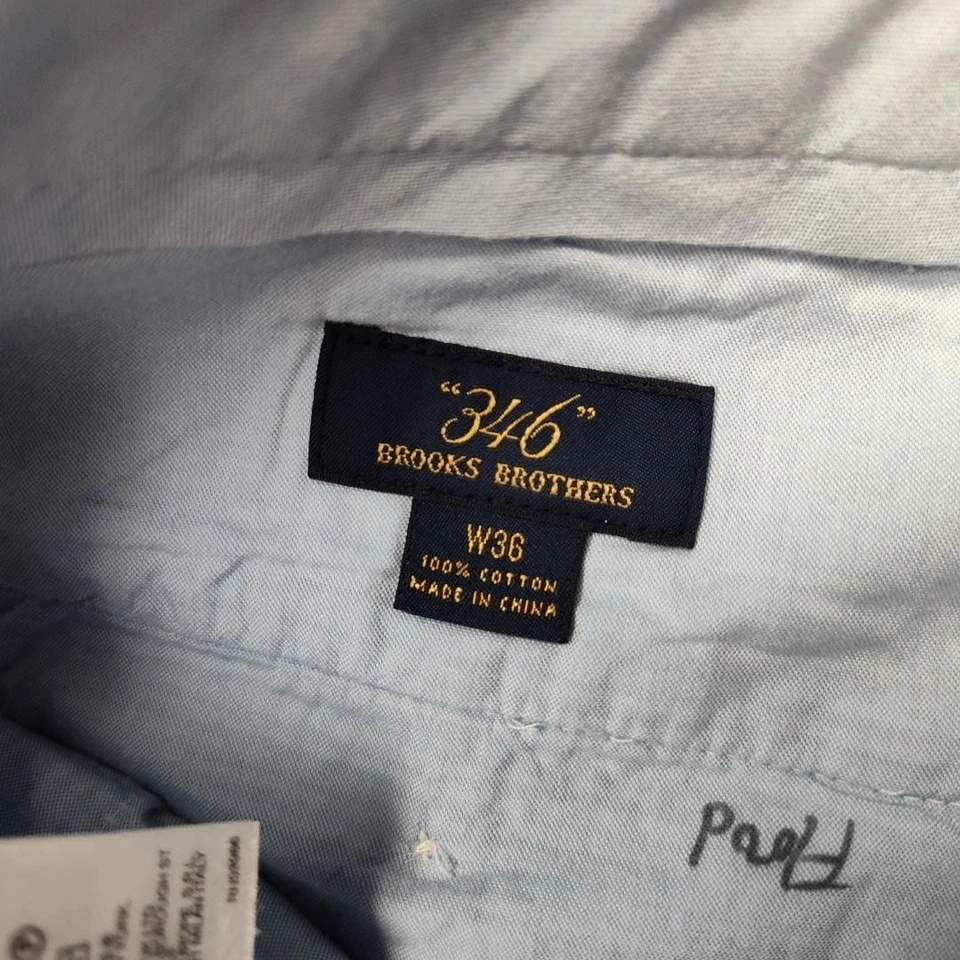 "346"
BROOKS BROTHERS
W36
100% COTTON
MADE IN CHINA